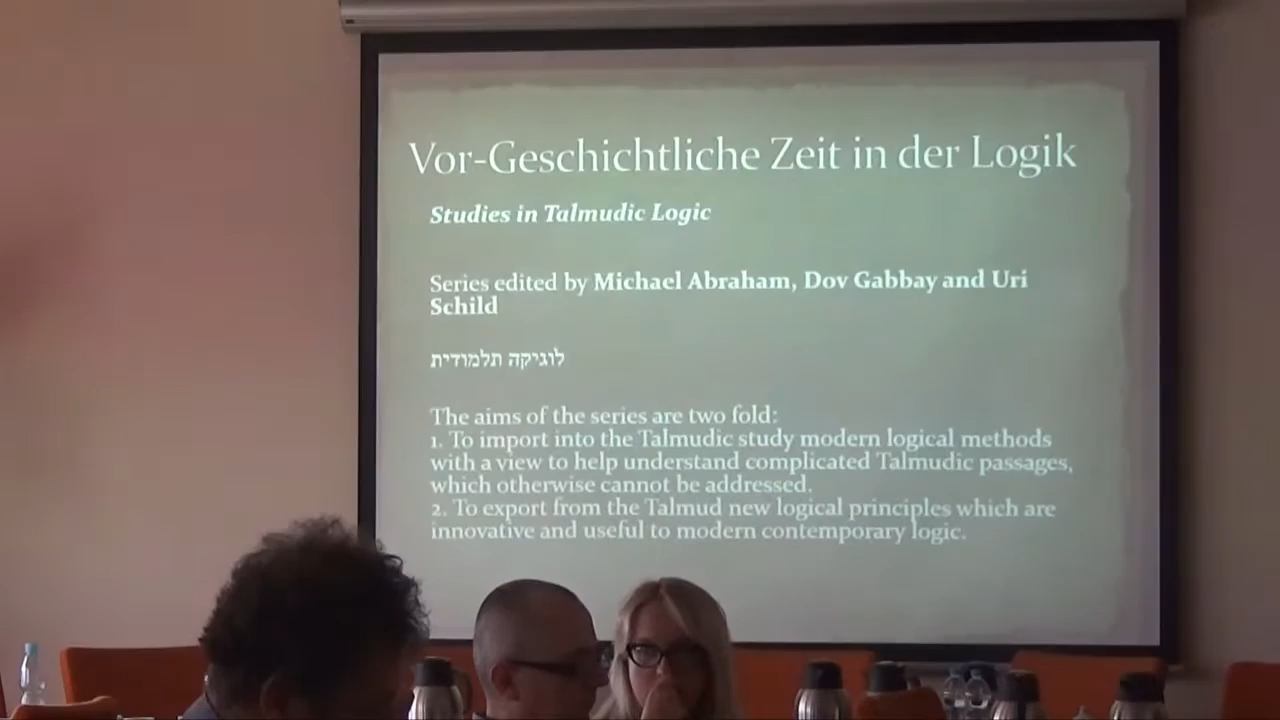 Vor-Geschichtliche Zeit in der Logik
Studies in Talmudic Logic
Series edited by Michael Abraham, Dov Gabbay and Uri
Schild
לוגיקה תלמודית
The aims of the series are two fold:
1. To import into the Talmudic study modern logical methods
with a view to help understand complicated Talmudic passages,
which otherwise cannot be addressed.
2. To export from the Talmud new logical principles which are
innovative and useful to modern contemporary logic.